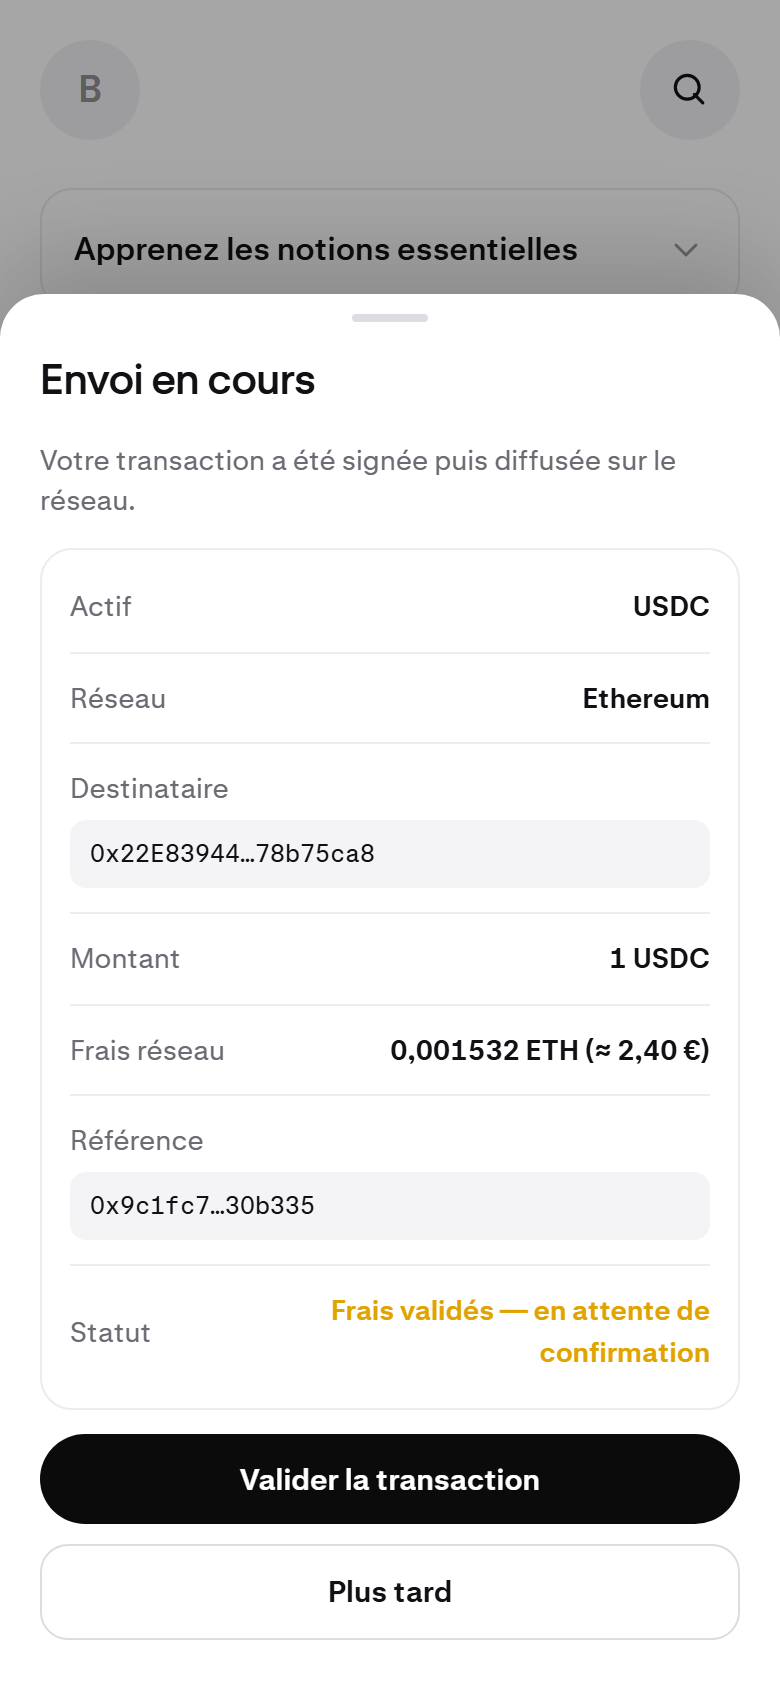 B
Apprenez les notions essentielles
Envoi en cours
Votre transaction a été signée puis diffusée sur le
réseau.
Actif USDC
Réseau Ethereum
Destinataire
0x22E83944…78b75ca8
Montant 1 USDC
Frais réseau 0,001532 ETH (≈ 2,40 €)
Référence
0x9c1fc7…30b335
Statut Frais validés — en attente de
confirmation
Valider la transaction
Plus tard